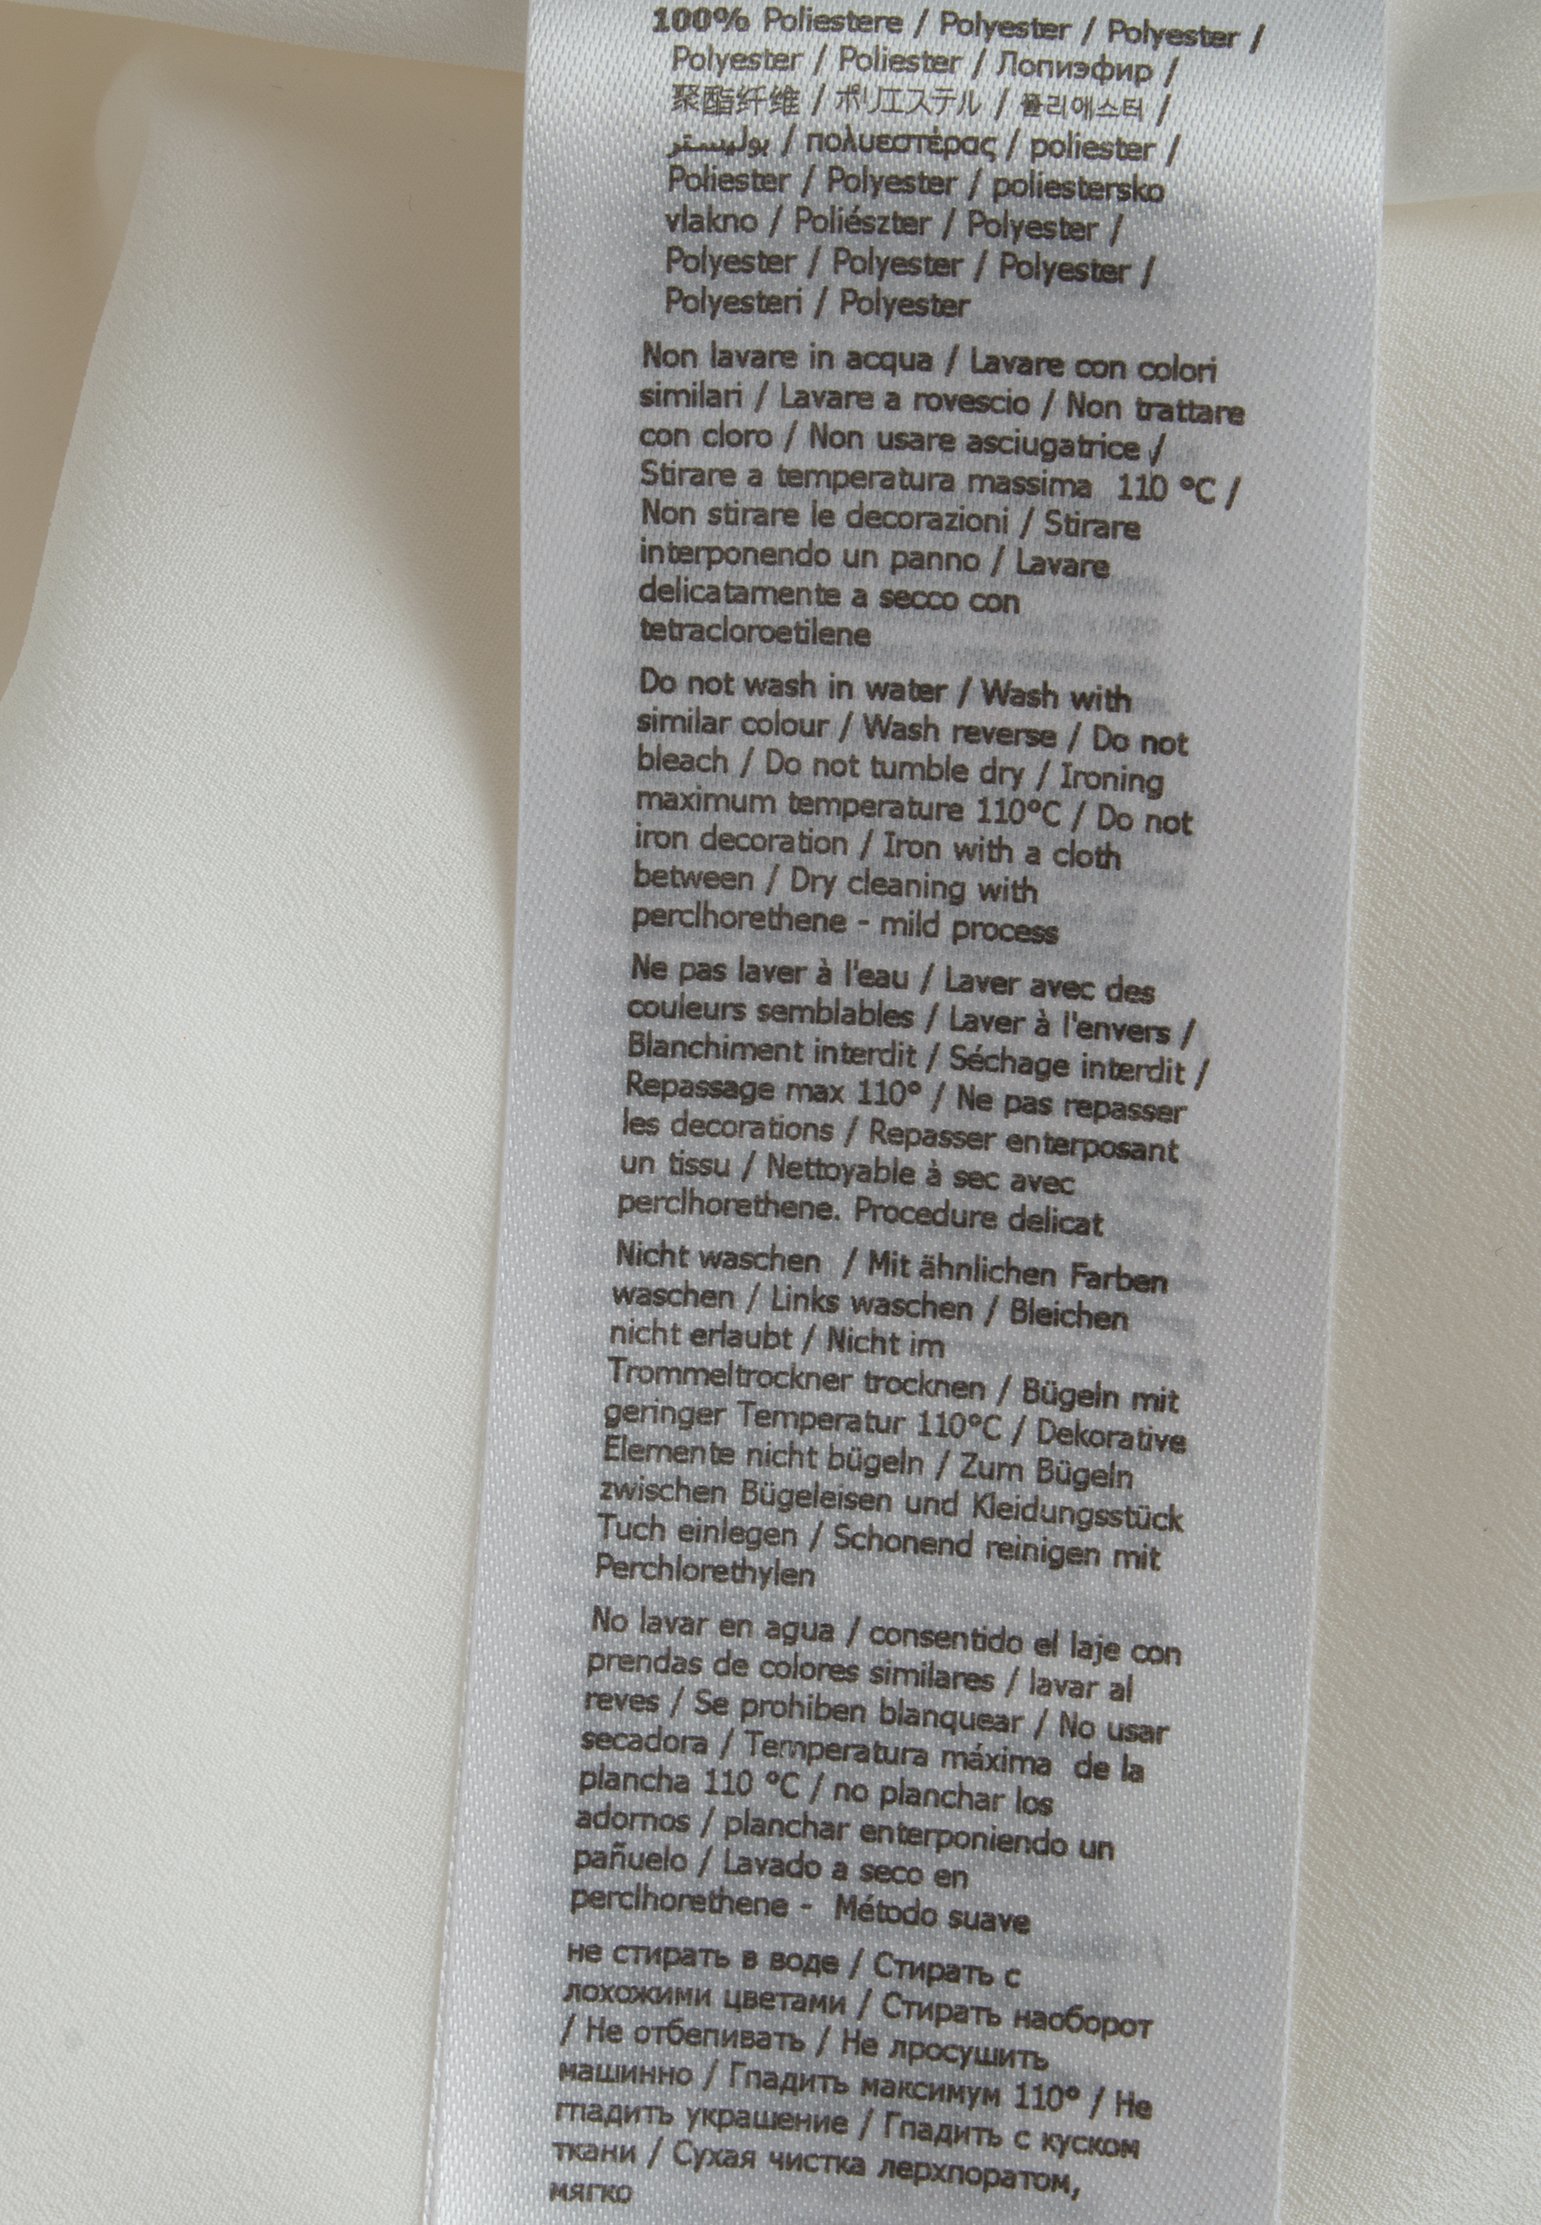 100% Poliestere / Polyester / Polyester /
Polyester / Poliester / Лопиэфир /
聚酯纤维 / ポリエステル / 폴리에스터 /
بوليستر / πολυεστέρας / poliester /
Poliester / Polyester / poliestersko
vlakno / Poliészter / Polyester /
Polyester / Polyester / Polyester /
Polyesteri / Polyester
Non lavare in acqua / Lavare con colori
similari / Lavare a rovescio / Non trattare
con cloro / Non usare asciugatrice /
Stirare a temperatura massima 110 °C /
Non stirare le decorazioni / Stirare
interponendo un panno / Lavare
delicatamente a secco con
tetracloroetilene
Do not wash in water / Wash with
similar colour / Wash reverse / Do not
bleach / Do not tumble dry / Ironing
maximum temperature 110°C / Do not
iron decoration / Iron with a cloth
between / Dry cleaning with
perclhorethene - mild process
Ne pas laver à l'eau / Laver avec des
couleurs semblables / Laver à l'envers /
Blanchiment interdit / Séchage interdit /
Repassage max 110° / Ne pas repasser
les decorations / Repasser enterposant
un tissu / Nettoyable à sec avec
perclhorethene. Procedure delicat
Nicht waschen / Mit ähnlichen Farben
waschen / Links waschen / Bleichen
nicht erlaubt / Nicht im
Trommeltrockner trocknen / Bügeln mit
geringer Temperatur 110°C / Dekorative
Elemente nicht bügeln / Zum Bügeln
zwischen Bügeleisen und Kleidungsstück
Tuch einlegen / Schonend reinigen mit
Perchlorethylen
No lavar en agua / consentido el laje con
prendas de colores similares / lavar al
reves / Se prohiben blanquear / No usar
secadora / Temperatura máxima de la
plancha 110 °C / no planchar los
adornos / planchar enterponiendo un
pañuelo / Lavado a seco en
perclhorethene - Método suave
не стирать в воде / Стирать с
лохожими цветами / Стирать наоборот
/ Не отбепивать / Не лросушить
машинно / Гпадить максимум 110° / Не
гпадить украшение / Гпадить с куском
ткани / Сухая чистка лерхпоратом,
мягко